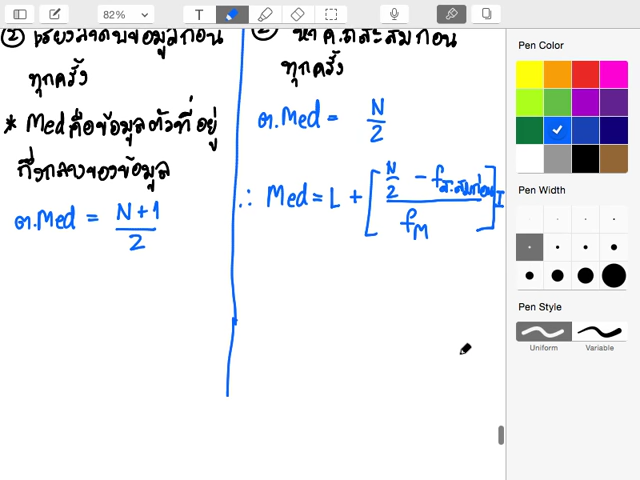 82%
T
② เรียงลำดับข้อมูลก่อน
ทุกครั้ง
* Med คือข้อมูลตัวที่อยู่
กึ่งกลางของข้อมูล
ต.Med = N+1
2
② หา ค.ถี่สะสมก่อน
ทุกครั้ง
ต.Med = N
2
∴ Med = L + [ N/2 - fส.สมก่อน ] I
fM
Pen Color
Pen Width
Pen Style
Uniform
Variable